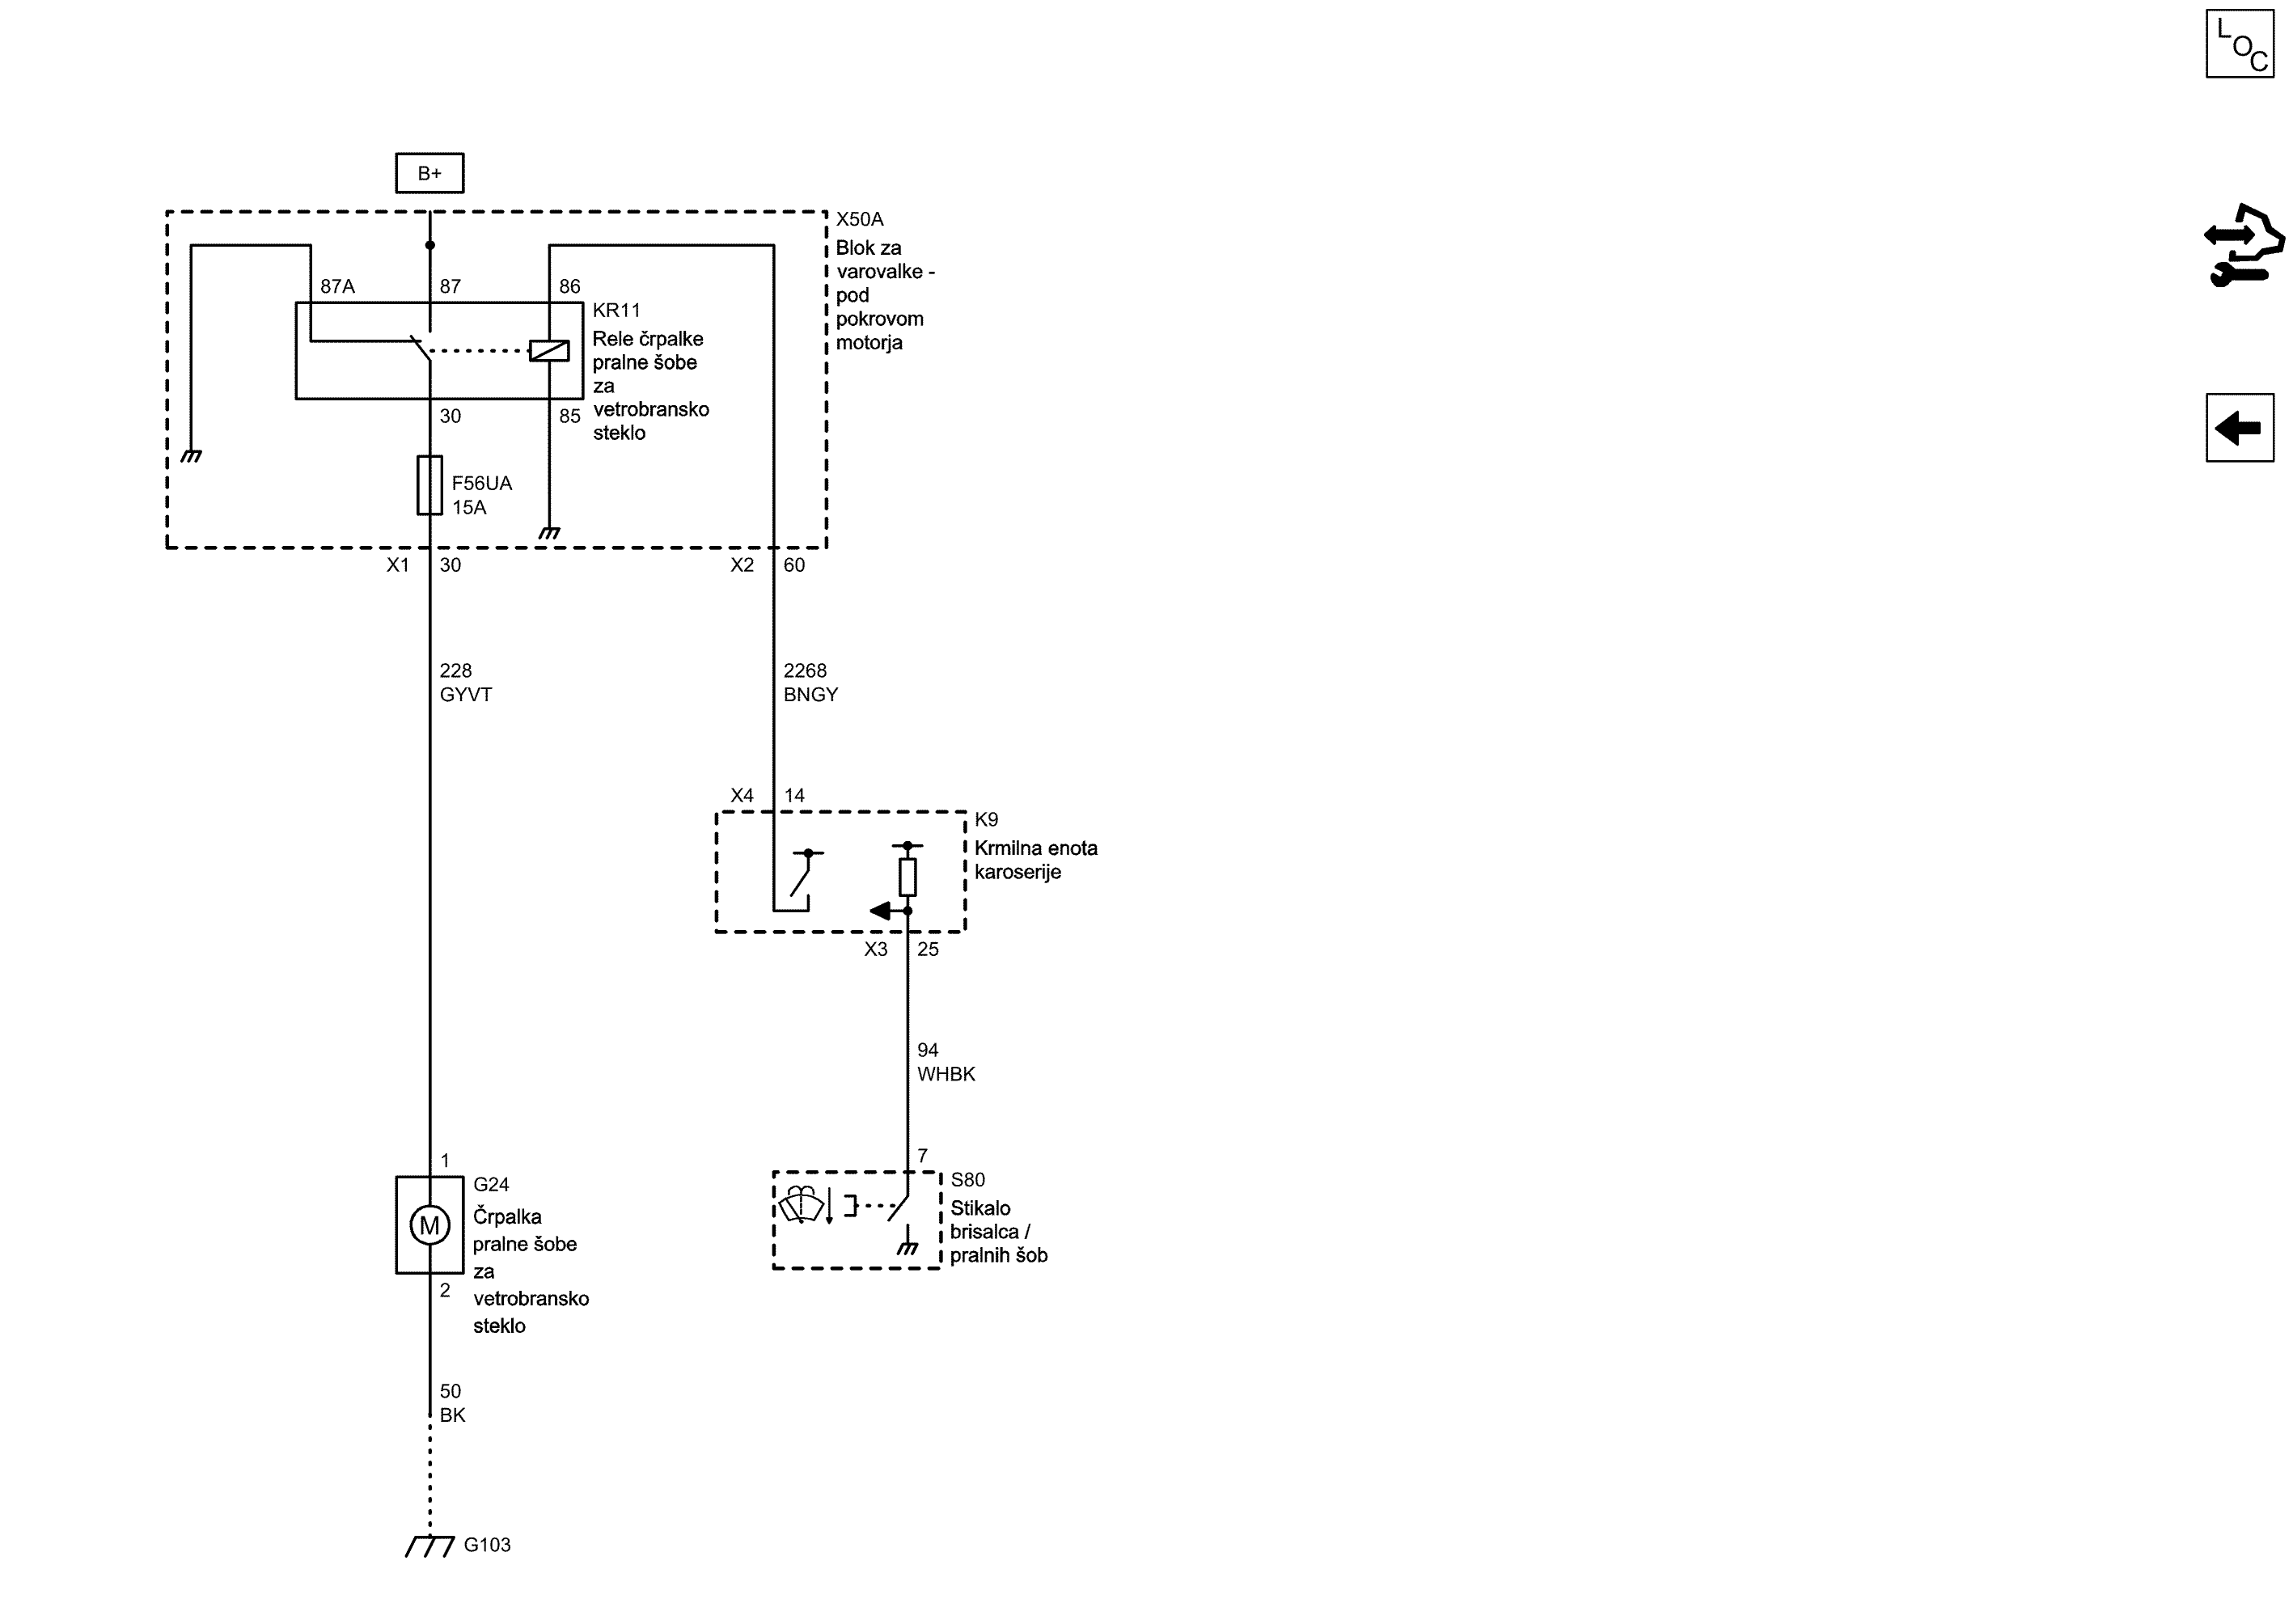 LOC
B+
X50A
Blok za
varovalke -
pod
pokrovom
motorja
87A
87
86
KR11
Rele črpalke
pralne šobe
za
vetrobransko
steklo
30
85
F56UA
15A
X1
30
X2
60
228
GYVT
2268
BNGY
X4
14
K9
Krmilna enota
karoserije
X3
25
94
WHBK
7
S80
Stikalo
brisalca /
pralnih šob
1
G24
Črpalka
pralne šobe
za
vetrobransko
steklo
M
2
50
BK
G103